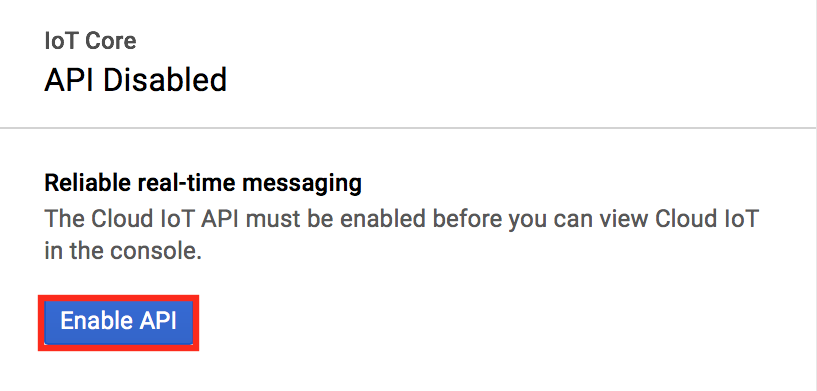 IoT Core
API Disabled
Reliable real-time messaging
The Cloud IoT API must be enabled before you can view Cloud IoT
in the console.
Enable API